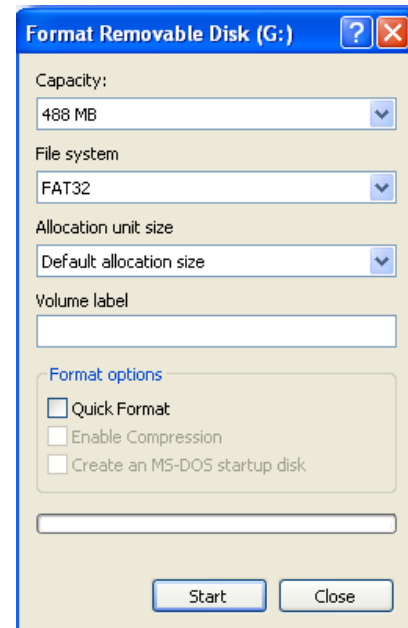 Format Removable Disk (G:)
Capacity:
488 MB
File system
FAT32
Allocation unit size
Default allocation size
Volume label
Format options
Quick Format
Enable Compression
Create an MS-DOS startup disk
Start Close